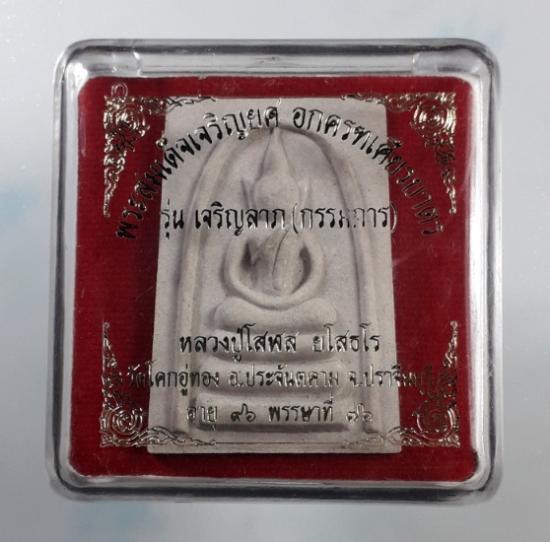 พระสมเด็จเจริญยศ อกครุฑเศียรบาตร
รุ่น เจริญลาภ (กรรมการ)
หลวงปู่โสฬส ยโสธโร
วัดโคกอู่ทอง อ.ประจันตคาม จ.ปราจีนบุรี
อายุ ๙๖ พรรษาที่ ๗๖